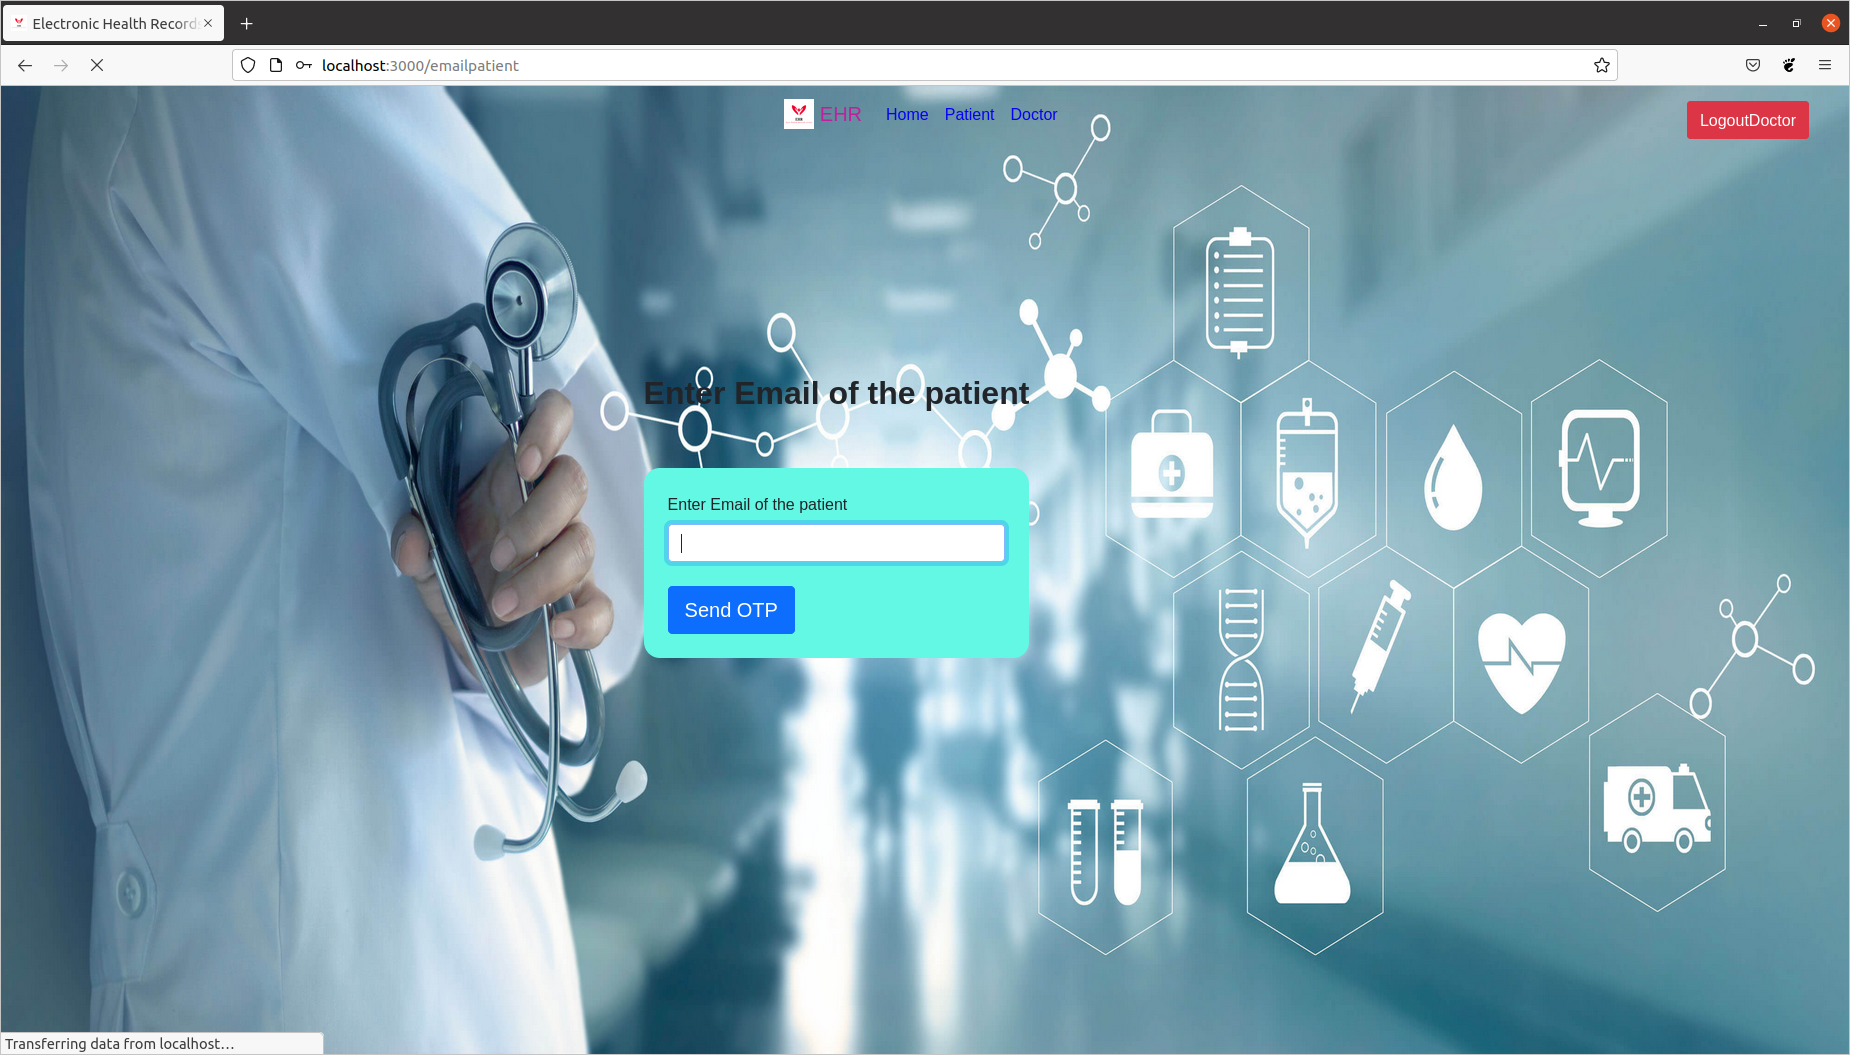 Electronic Health Records
localhost:3000/emailpatient
EHR
Home
Patient
Doctor
LogoutDoctor
Enter Email of the patient
Enter Email of the patient
Send OTP
Transferring data from localhost…